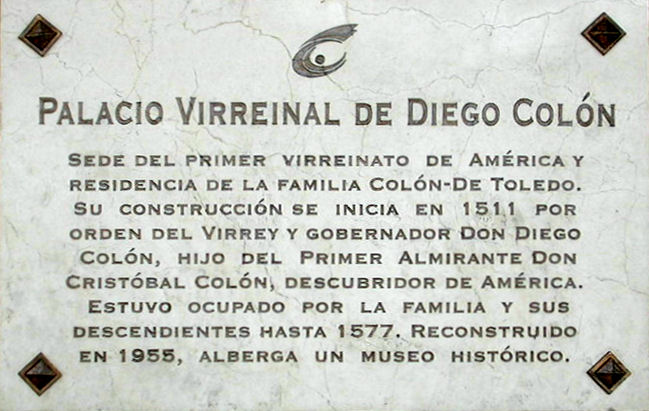 PALACIO VIRREINAL DE DIEGO COLÓN
SEDE DEL PRIMER VIRREINATO DE AMÉRICA Y
RESIDENCIA DE LA FAMILIA COLÓN-DE TOLEDO.
SU CONSTRUCCIÓN SE INICIA EN 1511 POR
ORDEN DEL VIRREY Y GOBERNADOR DON DIEGO
COLÓN, HIJO DEL PRIMER ALMIRANTE DON
CRISTÓBAL COLÓN, DESCUBRIDOR DE AMÉRICA.
ESTUVO OCUPADO POR LA FAMILIA Y SUS
DESCENDIENTES HASTA 1577. RECONSTRUIDO
EN 1955, ALBERGA UN MUSEO HISTÓRICO.